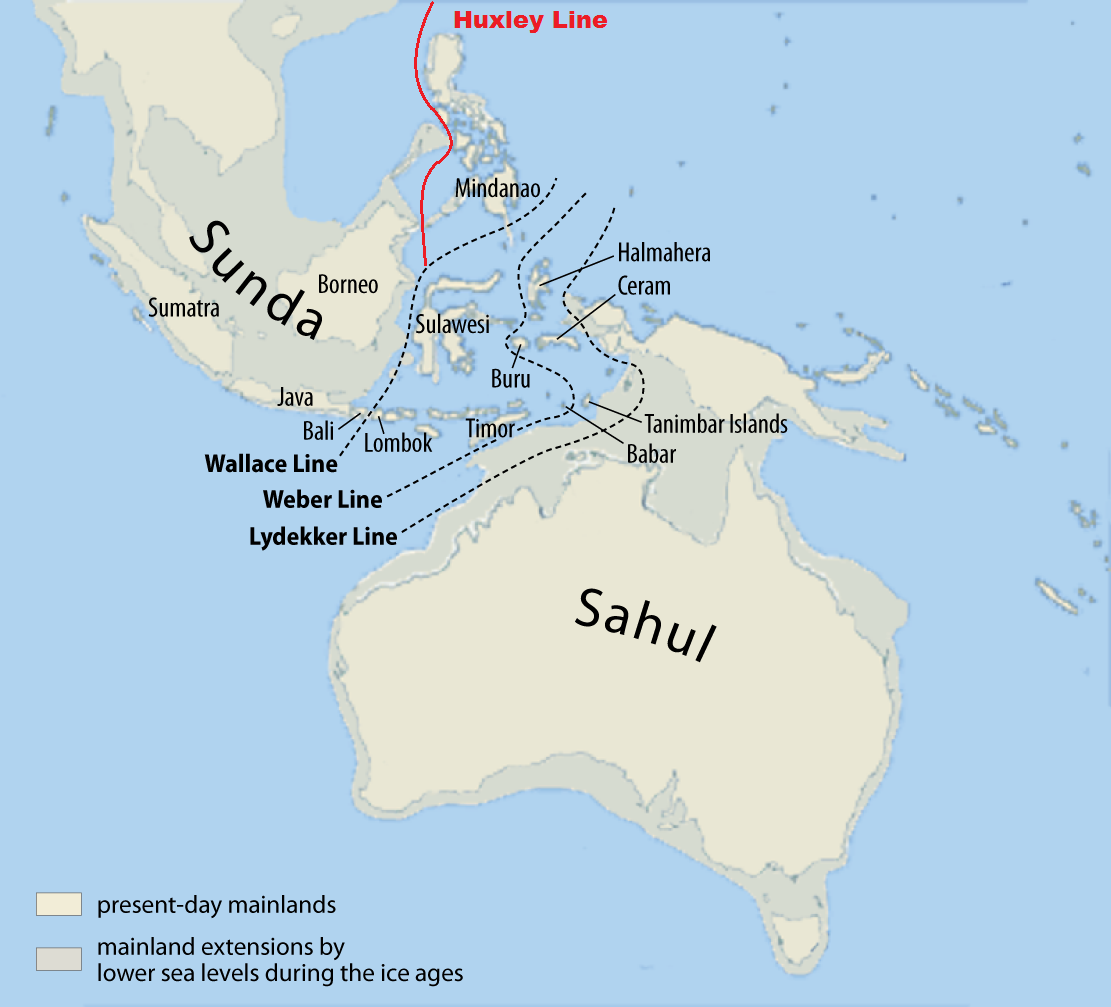 Huxley Line
Mindanao
Halmahera
Ceram
Sunda
Borneo
Sumatra
Sulawesi
Buru
Java
Bali
Lombok
Timor
Tanimbar Islands
Babar
Wallace Line
Weber Line
Lydekker Line
Sahul
present-day mainlands
mainland extensions by
lower sea levels during the ice ages